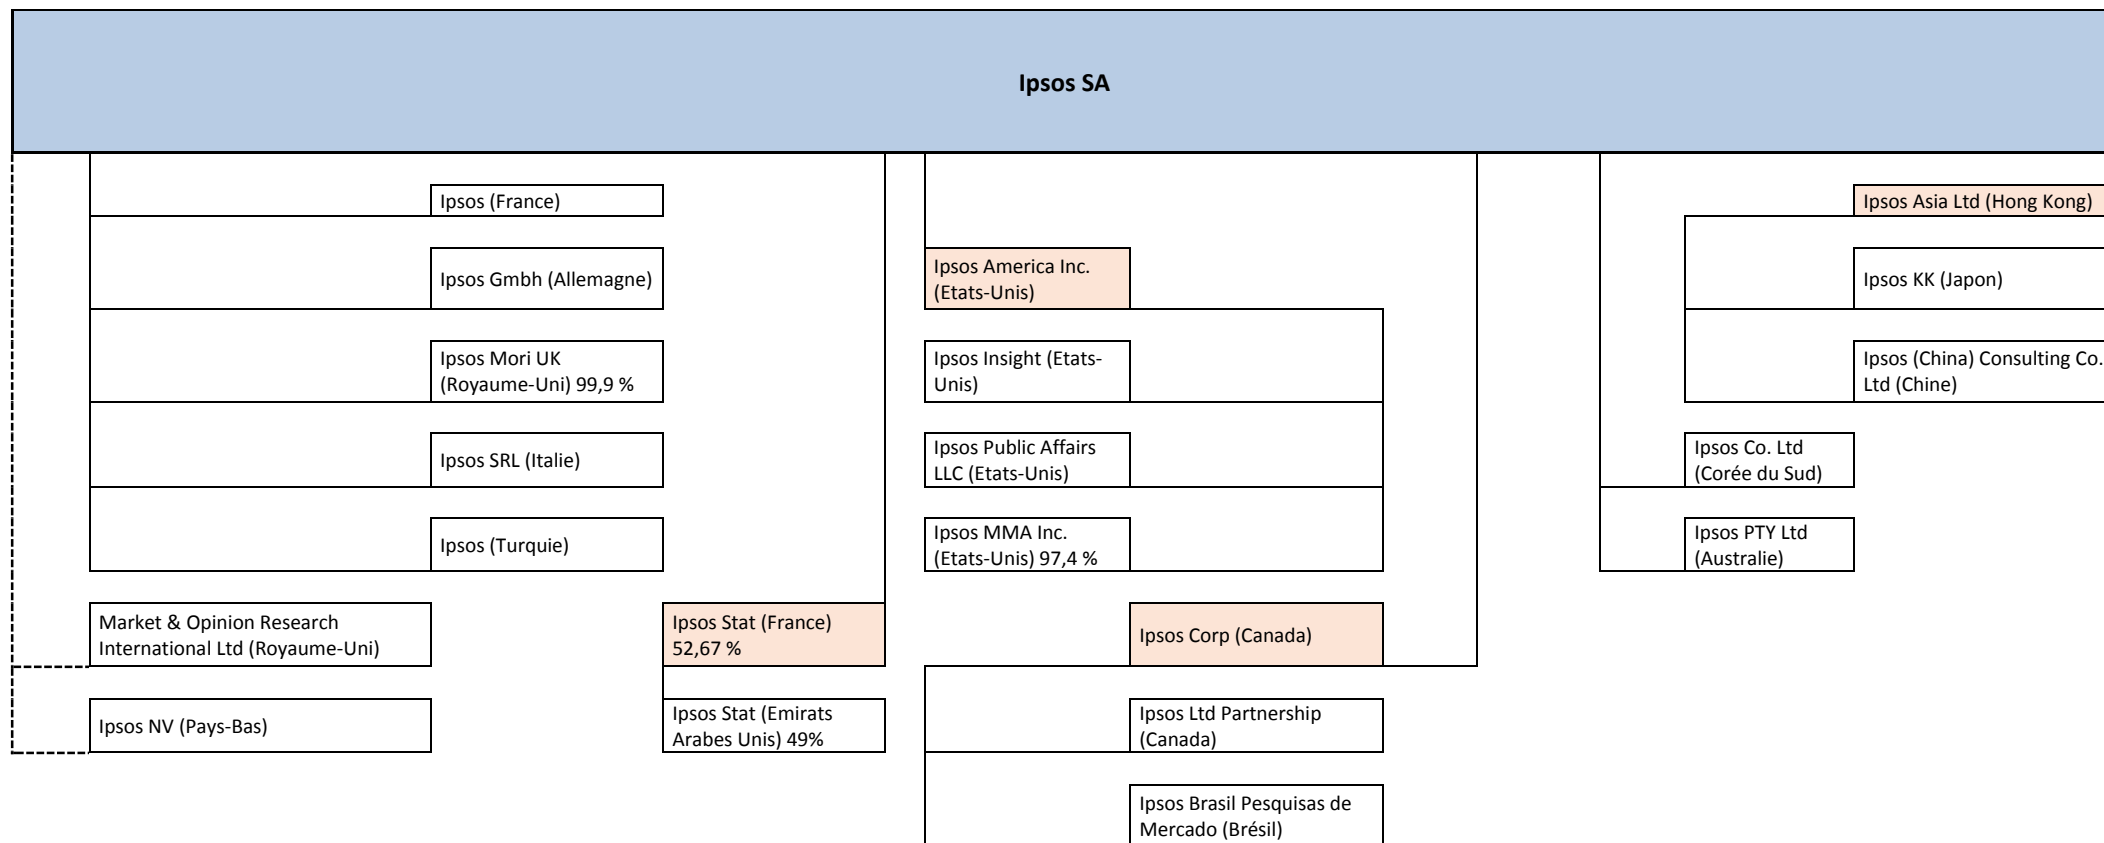 Ipsos SA
Ipsos (France)
Ipsos Asia Ltd (Hong Kong)
Ipsos Gmbh (Allemagne)
Ipsos America Inc.
(Etats-Unis)
Ipsos KK (Japon)
Ipsos Mori UK
(Royaume-Uni) 99,9 %
Ipsos Insight (Etats-
Unis)
Ipsos (China) Consulting Co.
Ltd (Chine)
Ipsos SRL (Italie)
Ipsos Public Affairs
LLC (Etats-Unis)
Ipsos Co. Ltd
(Corée du Sud)
Ipsos (Turquie)
Ipsos MMA Inc.
(Etats-Unis) 97,4 %
Ipsos PTY Ltd
(Australie)
Market & Opinion Research
International Ltd (Royaume-Uni)
Ipsos Stat (France)
52,67 %
Ipsos Corp (Canada)
Ipsos NV (Pays-Bas)
Ipsos Stat (Emirats
Arabes Unis) 49%
Ipsos Ltd Partnership
(Canada)
Ipsos Brasil Pesquisas de
Mercado (Brésil)